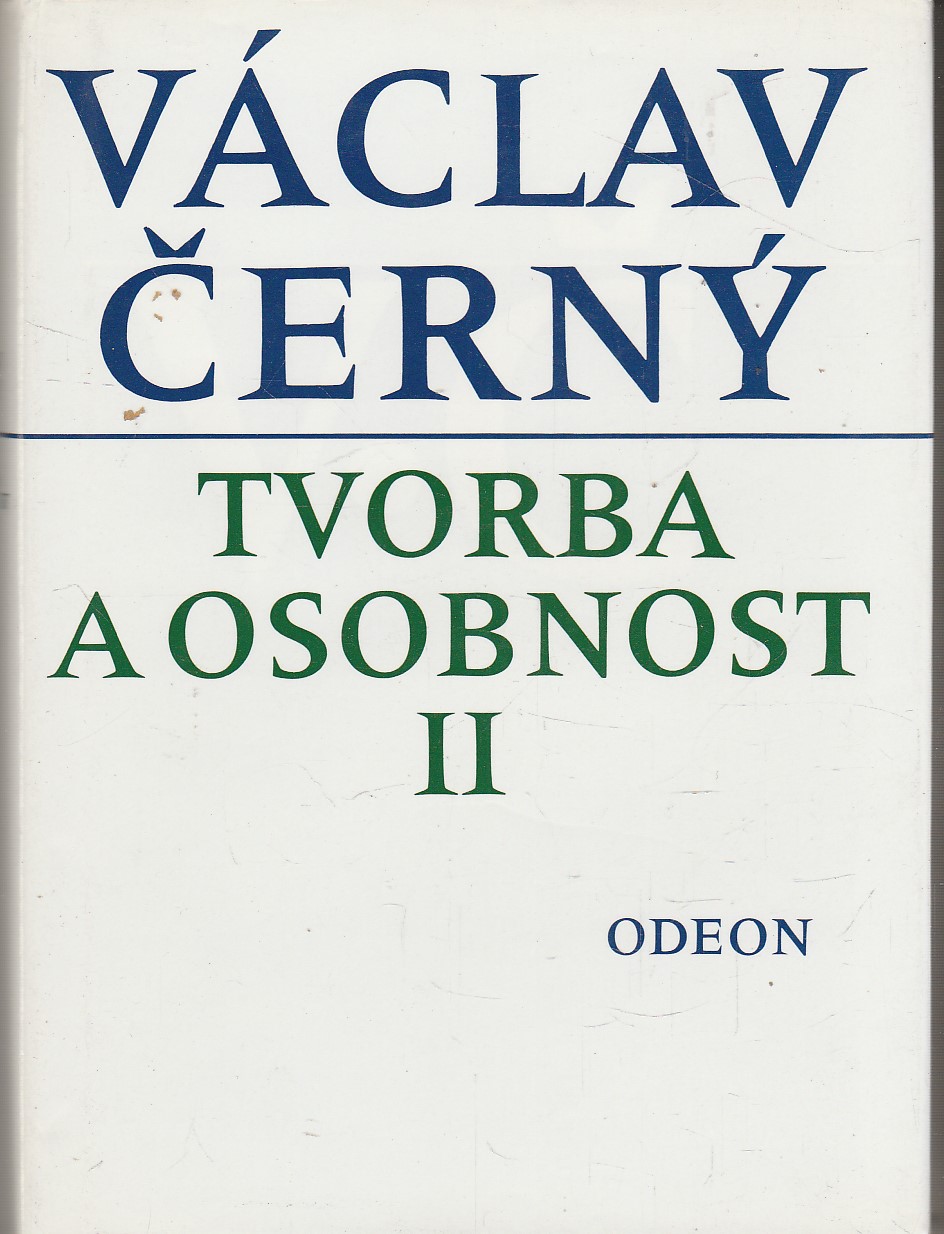 VÁCLAV
ČERNÝ
TVORBA
A OSOBNOST
II
ODEON